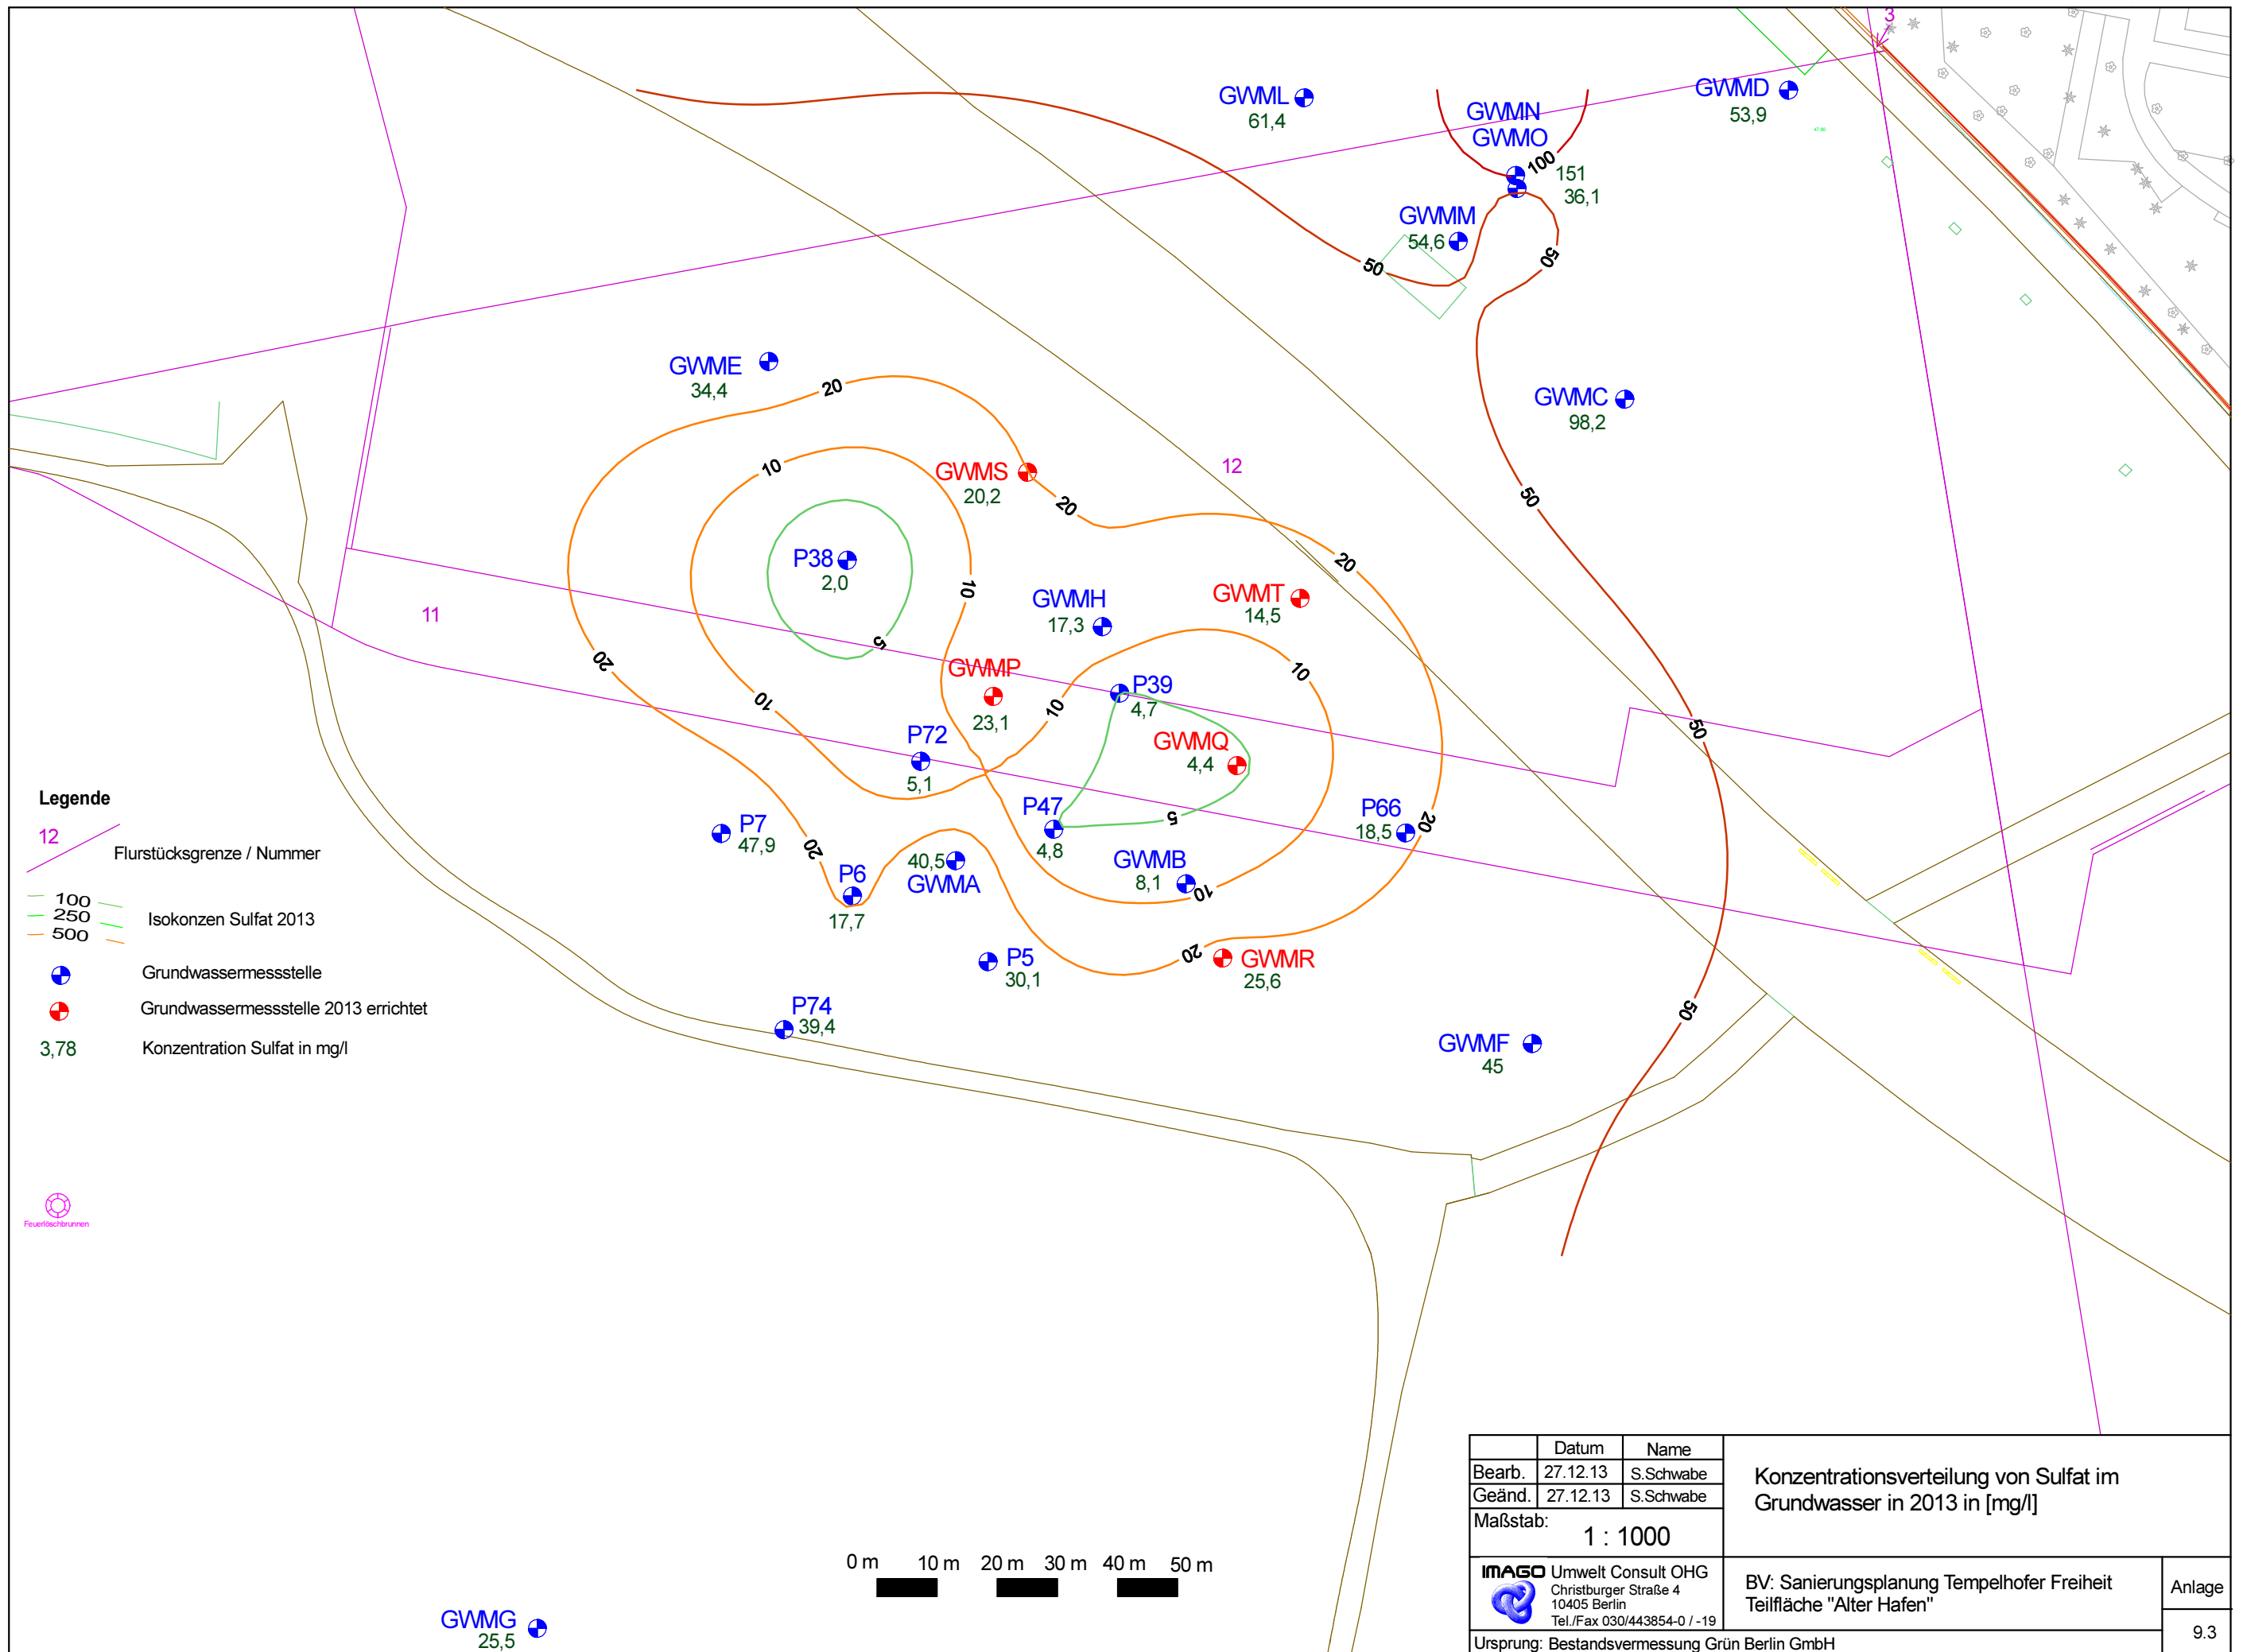 3
GWML
61,4
GWMN
GWMO
100
151
36,1
GWMD
53,9
GWMM
54,6
50
50
GWME
34,4
20
GWMC
98,2
10
GWMS
20,2
20
12
50
P38
2,0
10
GWMH
17,3
GWMT
14,5
20
11
5
20
GWMP
23,1
10
10
P39
4,7
10
50
P72
5,1
GWMQ
4,4
P7
47,9
20
P47
4,8
5
P66
18,5
20
P6
17,7
40,5
GWMA
GWMB
8,1
10
P5
30,1
20
GWMR
25,6
P74
39,4
50
GWMF
45
Legende
12
Flurstücksgrenze / Nummer
100
250
500
Isokonzen Sulfat 2013
Grundwassermessstelle
Grundwassermessstelle 2013 errichtet
3,78 Konzentration Sulfat in mg/l
Feuerlöschbrunnen
0 m 10 m 20 m 30 m 40 m 50 m
GWMG
25,5
Datum Name
Bearb. 27.12.13 S.Schwabe
Geänd. 27.12.13 S.Schwabe
Maßstab:
1 : 1000
Konzentrationsverteilung von Sulfat im
Grundwasser in 2013 in [mg/l]
IMAGO Umwelt Consult OHG
Christburger Straße 4
10405 Berlin
Tel./Fax 030/443854-0 / -19
BV: Sanierungsplanung Tempelhofer Freiheit
Teilfläche "Alter Hafen"
Anlage
9.3
Ursprung: Bestandsvermessung Grün Berlin GmbH